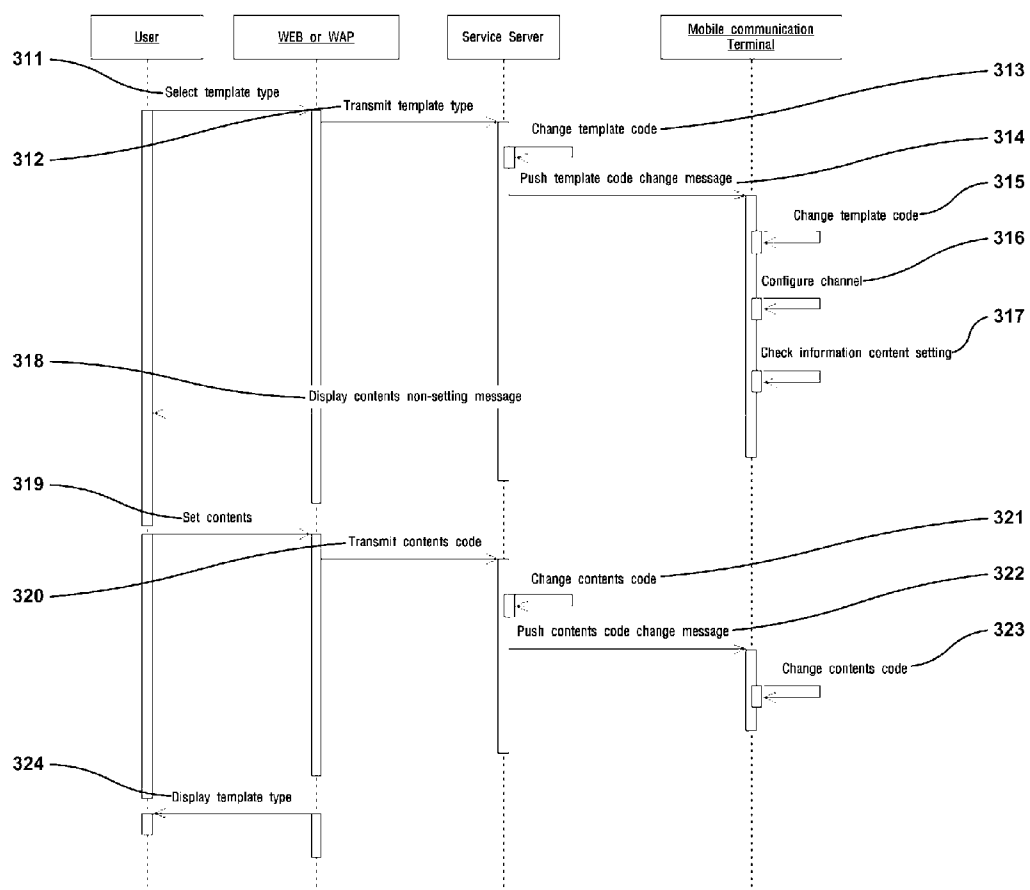 User
WEB or WAP
Service Server
Mobile communication
Terminal
311
Select template type
313
Transmit template type
312
Change template code
314
Push template code change message
315
Change template code
316
Configure channel
317
Check information content setting
318
Display contents non-setting message
319
Set contents
321
Transmit contents code
320
Change contents code
322
Push contents code change message
323
Change contents code
324
Display template type